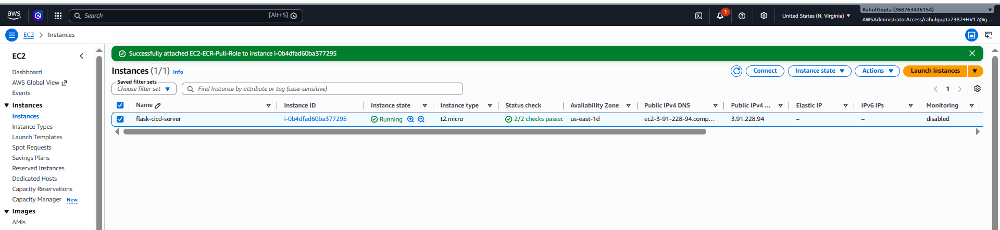 aws
Search [Alt+S]
1
United States (N. Virginia)
RahulGupta (368763426154)
AWSAdministratorAccess/rahulgupta7387+HV17@g...
EC2 > Instances
EC2
Dashboard
AWS Global View
Events
Instances
Instances
Instance Types
Launch Templates
Spot Requests
Savings Plans
Reserved Instances
Dedicated Hosts
Capacity Reservations
Capacity Manager New
Images
AMIs
Successfully attached EC2-ECR-Pull-Role to instance i-0b4dfad60ba377295
Instances (1/1) Info
Connect
Instance state
Actions
Launch instances
Saved filter sets
Choose filter set
Find Instance by attribute or tag (case-sensitive)
1
Name Instance ID Instance state Instance type Status check Availability Zone Public IPv4 DNS Public IPv4 ... Elastic IP IPv6 IPs Monitoring
flask-cicd-server i-0b4dfad60ba377295 Running t2.micro 2/2 checks passed us-east-1d ec2-3-91-228-94.comp... 3.91.228.94 – – disabled